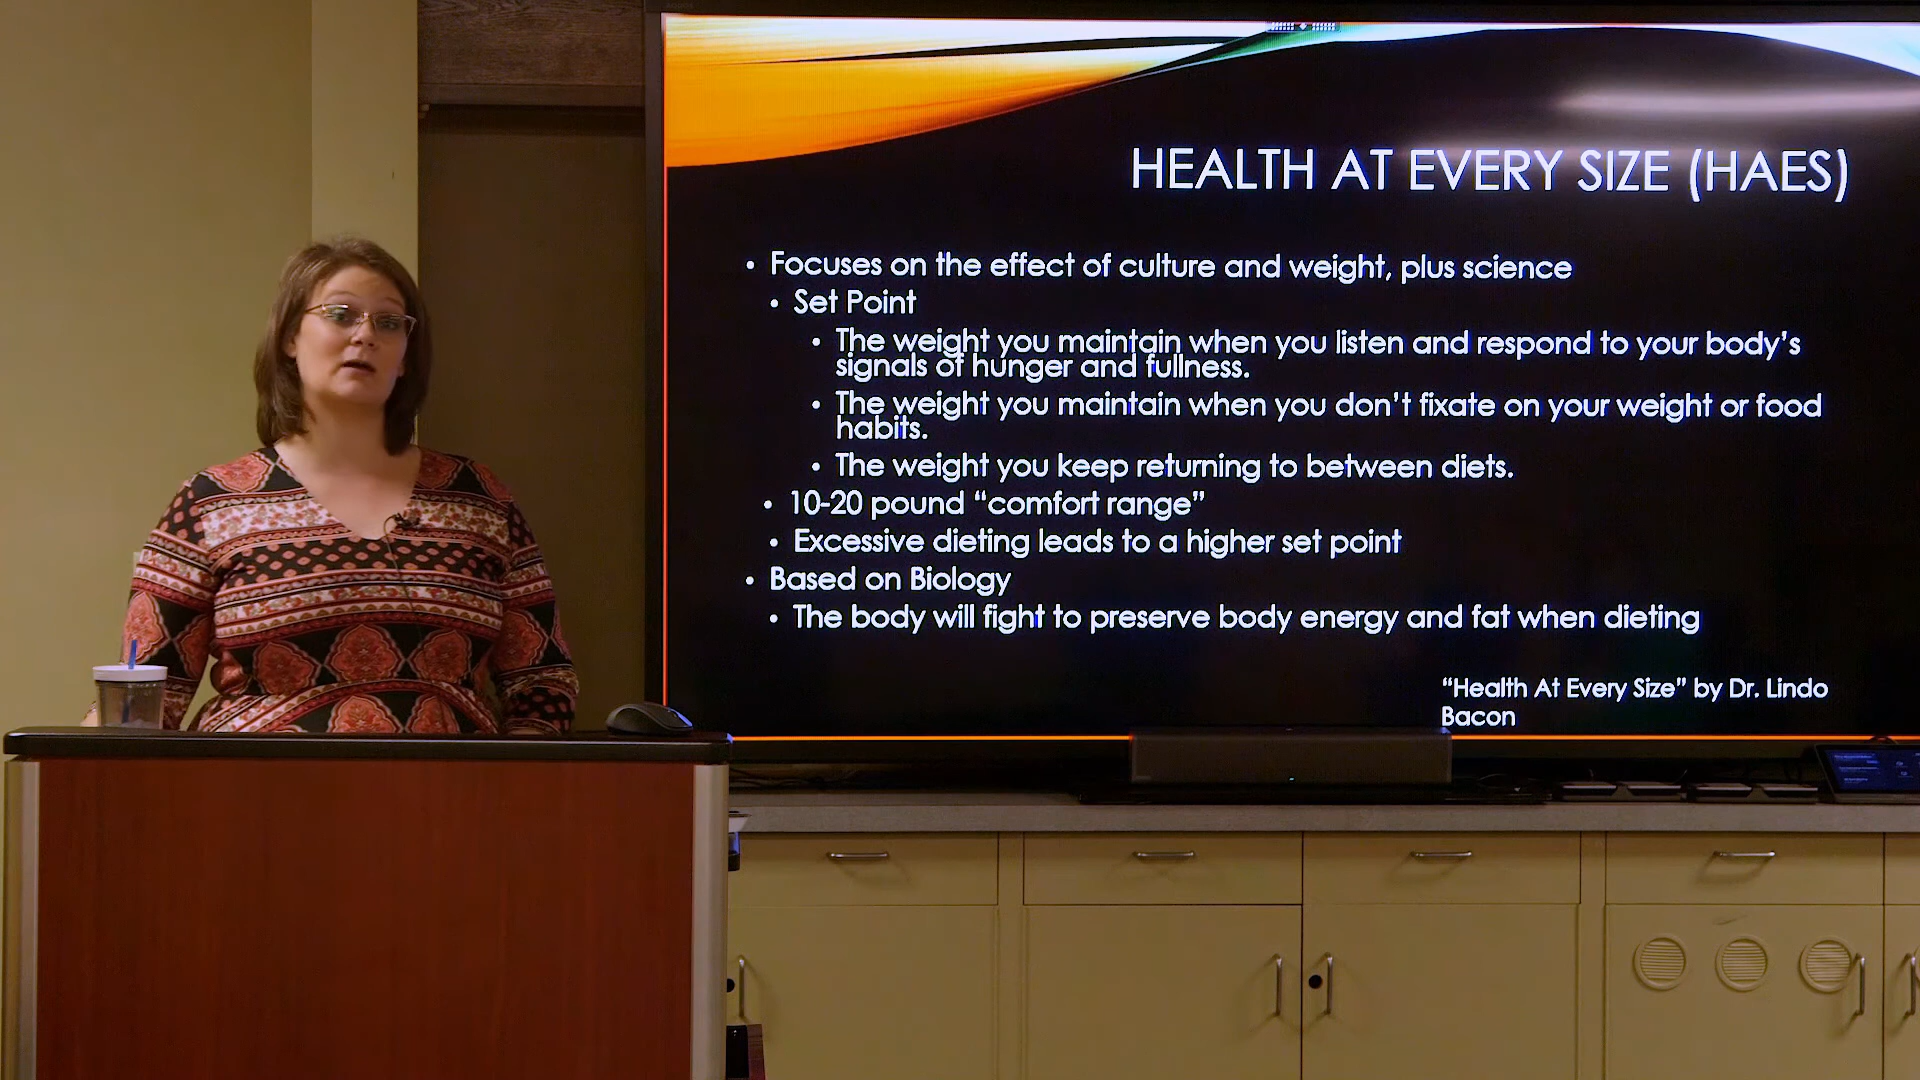 HEALTH AT EVERY SIZE (HAES)
• Focuses on the effect of culture and weight, plus science
• Set Point
• The weight you maintain when you listen and respond to your body's
signals of hunger and fullness.
• The weight you maintain when you don't fixate on your weight or food
habits.
• The weight you keep returning to between diets.
• 10-20 pound "comfort range"
• Excessive dieting leads to a higher set point
• Based on Biology
• The body will fight to preserve body energy and fat when dieting
"Health At Every Size" by Dr. Lindo
Bacon